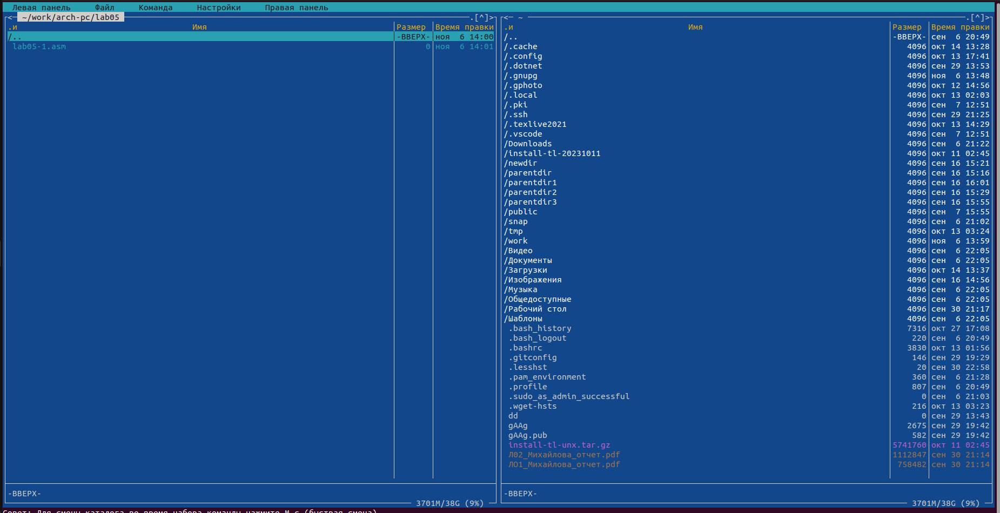 Левая панель Файл Команда Настройки Правая панель
<─ ~/work/arch-pc/lab05 .[^]>
.и Имя Размер Время правки
/.. -ВВЕРХ- ноя 6 14:00
lab05-1.asm 0 ноя 6 14:01
-ВВЕРХ-
3701M/38G (9%)
<─ ~ .[^]>
.и Имя Размер Время правки
/.. -ВВЕРХ- сен 6 20:49
/.cache 4096 окт 14 13:28
/.config 4096 окт 13 17:41
/.dotnet 4096 сен 29 13:53
/.gnupg 4096 ноя 6 13:48
/.gphoto 4096 окт 12 14:56
/.local 4096 окт 13 02:03
/.pki 4096 сен 7 12:51
/.ssh 4096 сен 29 21:25
/.texlive2021 4096 окт 13 14:29
/.vscode 4096 сен 7 12:51
/Downloads 4096 сен 6 21:22
/install-tl-20231011 4096 окт 11 02:45
/newdir 4096 сен 16 15:21
/parentdir 4096 сен 16 15:16
/parentdir1 4096 сен 16 16:01
/parentdir2 4096 сен 16 15:29
/parentdir3 4096 сен 16 15:55
/public 4096 сен 7 15:55
/snap 4096 сен 6 21:02
/tmp 4096 окт 13 03:24
/work 4096 ноя 6 13:59
/Видео 4096 сен 6 22:05
/Документы 4096 сен 6 22:05
/Загрузки 4096 окт 14 13:37
/Изображения 4096 сен 16 14:56
/Музыка 4096 сен 6 22:05
/Общедоступные 4096 сен 6 22:05
/Рабочий стол 4096 сен 30 21:17
/Шаблоны 4096 сен 6 22:05
.bash_history 7316 окт 27 17:08
.bash_logout 220 сен 6 20:49
.bashrc 3830 окт 13 01:56
.gitconfig 146 сен 29 19:29
.lesshst 20 сен 30 22:58
.pam_environment 360 сен 6 21:28
.profile 807 сен 6 20:49
.sudo_as_admin_successful 0 сен 6 21:03
.wget-hsts 216 окт 13 03:23
dd 0 сен 29 13:43
gAAg 2675 сен 29 19:42
gAAg.pub 582 сен 29 19:42
install-tl-unx.tar.gz 5741760 окт 11 02:45
Л02_Михайлова_отчет.pdf 1112847 сен 30 21:14
ЛО1_Михайлова_отчет.pdf 758482 сен 30 21:14
-ВВЕРХ-
3701M/38G (9%)
Совет: Для смены каталога во время набора команды нажмите M-c (быстрая смена)